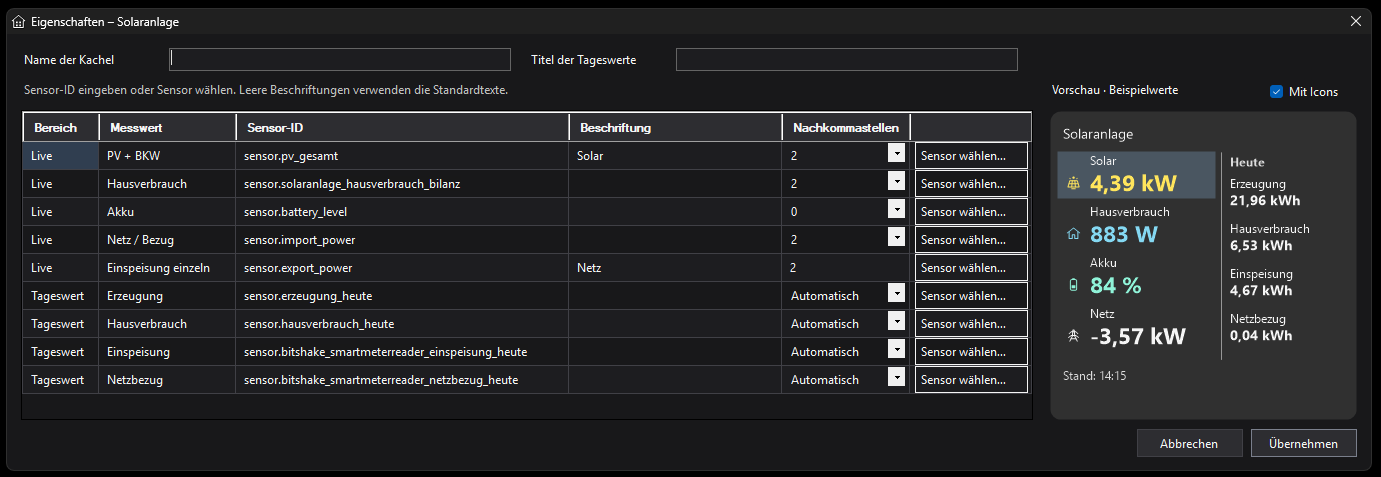 Eigenschaften – Solaranlage
Name der Kachel Titel der Tageswerte
Sensor-ID eingeben oder Sensor wählen. Leere Beschriftungen verwenden die Standardtexte.
Bereich Messwert Sensor-ID Beschriftung Nachkommastellen
Live PV + BKW sensor.pv_gesamt Solar 2 Sensor wählen...
Live Hausverbrauch sensor.solaranlage_hausverbrauch_bilanz 2 Sensor wählen...
Live Akku sensor.battery_level 0 Sensor wählen...
Live Netz / Bezug sensor.import_power 2 Sensor wählen...
Live Einspeisung einzeln sensor.export_power Netz 2 Sensor wählen...
Tageswert Erzeugung sensor.erzeugung_heute Automatisch Sensor wählen...
Tageswert Hausverbrauch sensor.hausverbrauch_heute Automatisch Sensor wählen...
Tageswert Einspeisung sensor.bitshake_smartmeterreader_einspeisung_heute Automatisch Sensor wählen...
Tageswert Netzbezug sensor.bitshake_smartmeterreader_netzbezug_heute Automatisch Sensor wählen...
Vorschau · Beispielwerte Mit Icons
Solaranlage
Solar
4,39 kW
Hausverbrauch
883 W
Akku
84 %
Netz
-3,57 kW
Heute
Erzeugung
21,96 kWh
Hausverbrauch
6,53 kWh
Einspeisung
4,67 kWh
Netzbezug
0,04 kWh
Stand: 14:15
Abbrechen Übernehmen